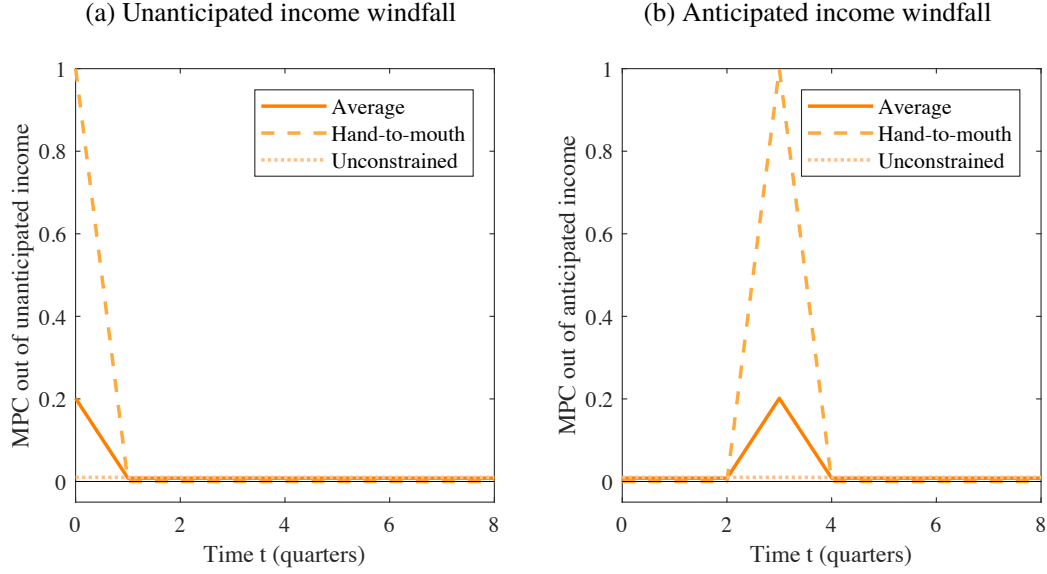 (a) Unanticipated income windfall
MPC out of unanticipated income
1
0.8
0.6
0.4
0.2
0
0
2
4
6
8
Time t (quarters)
Average
Hand-to-mouth
Unconstrained
(b) Anticipated income windfall
MPC out of anticipated income
1
0.8
0.6
0.4
0.2
0
0
2
4
6
8
Time t (quarters)
Average
Hand-to-mouth
Unconstrained